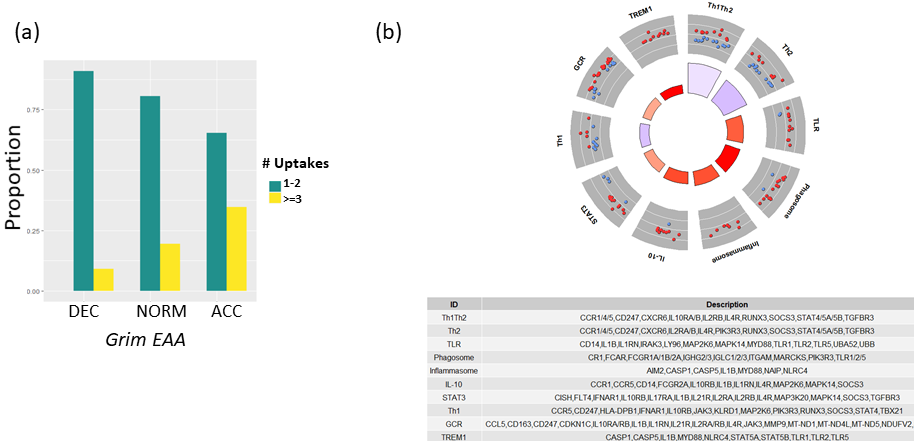 (a)
Proportion
0.75
0.50
0.25
0.00
DEC NORM ACC
Grim EAA
# Uptakes
1-2
>=3
(b)
Th1Th2
Th2
TLR
Phagosome
Inflammasome
IL-10
STAT3
Th1
GCR
TREM1
ID Description
Th1Th2 CCR1/4/5,CD247,CXCR6,IL10RA/B,IL2RB,IL4R,RUNX3,SOCS3,STAT4/5A/5B,TGFBR3
Th2 CCR1/4/5,CD247,CXCR6,IL2RA/B,IL4R,PIK3R3,RUNX3,SOCS3,STAT4/5A/5B,TGFBR3
TLR CD14,IL1B,IL1RN,IRAK3,LY96,MAP2K6,MAPK14,MYD88,TLR1,TLR2,TLR5,UBA52,UBB
Phagosome CR1,FCAR,FCGR1A/1B/2A,IGHG2/3,IGLC1/2/3,ITGAM,MARCKS,PIK3R3,TLR1/2/5
Inflammasome AIM2,CASP1,CASP5,IL1B,MYD88,NAIP,NLRC4
IL-10 CCR1,CCR5,CD14,FCGR2A,IL10RB,IL1B,IL1RN,IL4R,MAP2K6,MAPK14,SOCS3
STAT3 CISH,FLT4,IFNAR1,IL10RB,IL17RA,IL1B,IL21R,IL2RA,IL2RB,IL4R,MAP3K20,MAPK14,SOCS3,TGFBR3
Th1 CCR5,CD247,HLA-DPB1,IFNAR1,IL10RB,JAK3,KLRD1,MAP2K6,PIK3R3,RUNX3,SOCS3,STAT4,TBX21
GCR CCL5,CD163,CD247,CDKN1C,IL10RA/RB,IL1B,IL1RN,IL21R,IL2RA/RB,IL4R,JAK3,MMP9,MT-ND1,MT-ND4L,MT-ND5,NDUFV2,
TREM1 CASP1,CASP5,IL1B,MYD88,NLRC4,STAT5A,STAT5B,TLR1,TLR2,TLR5